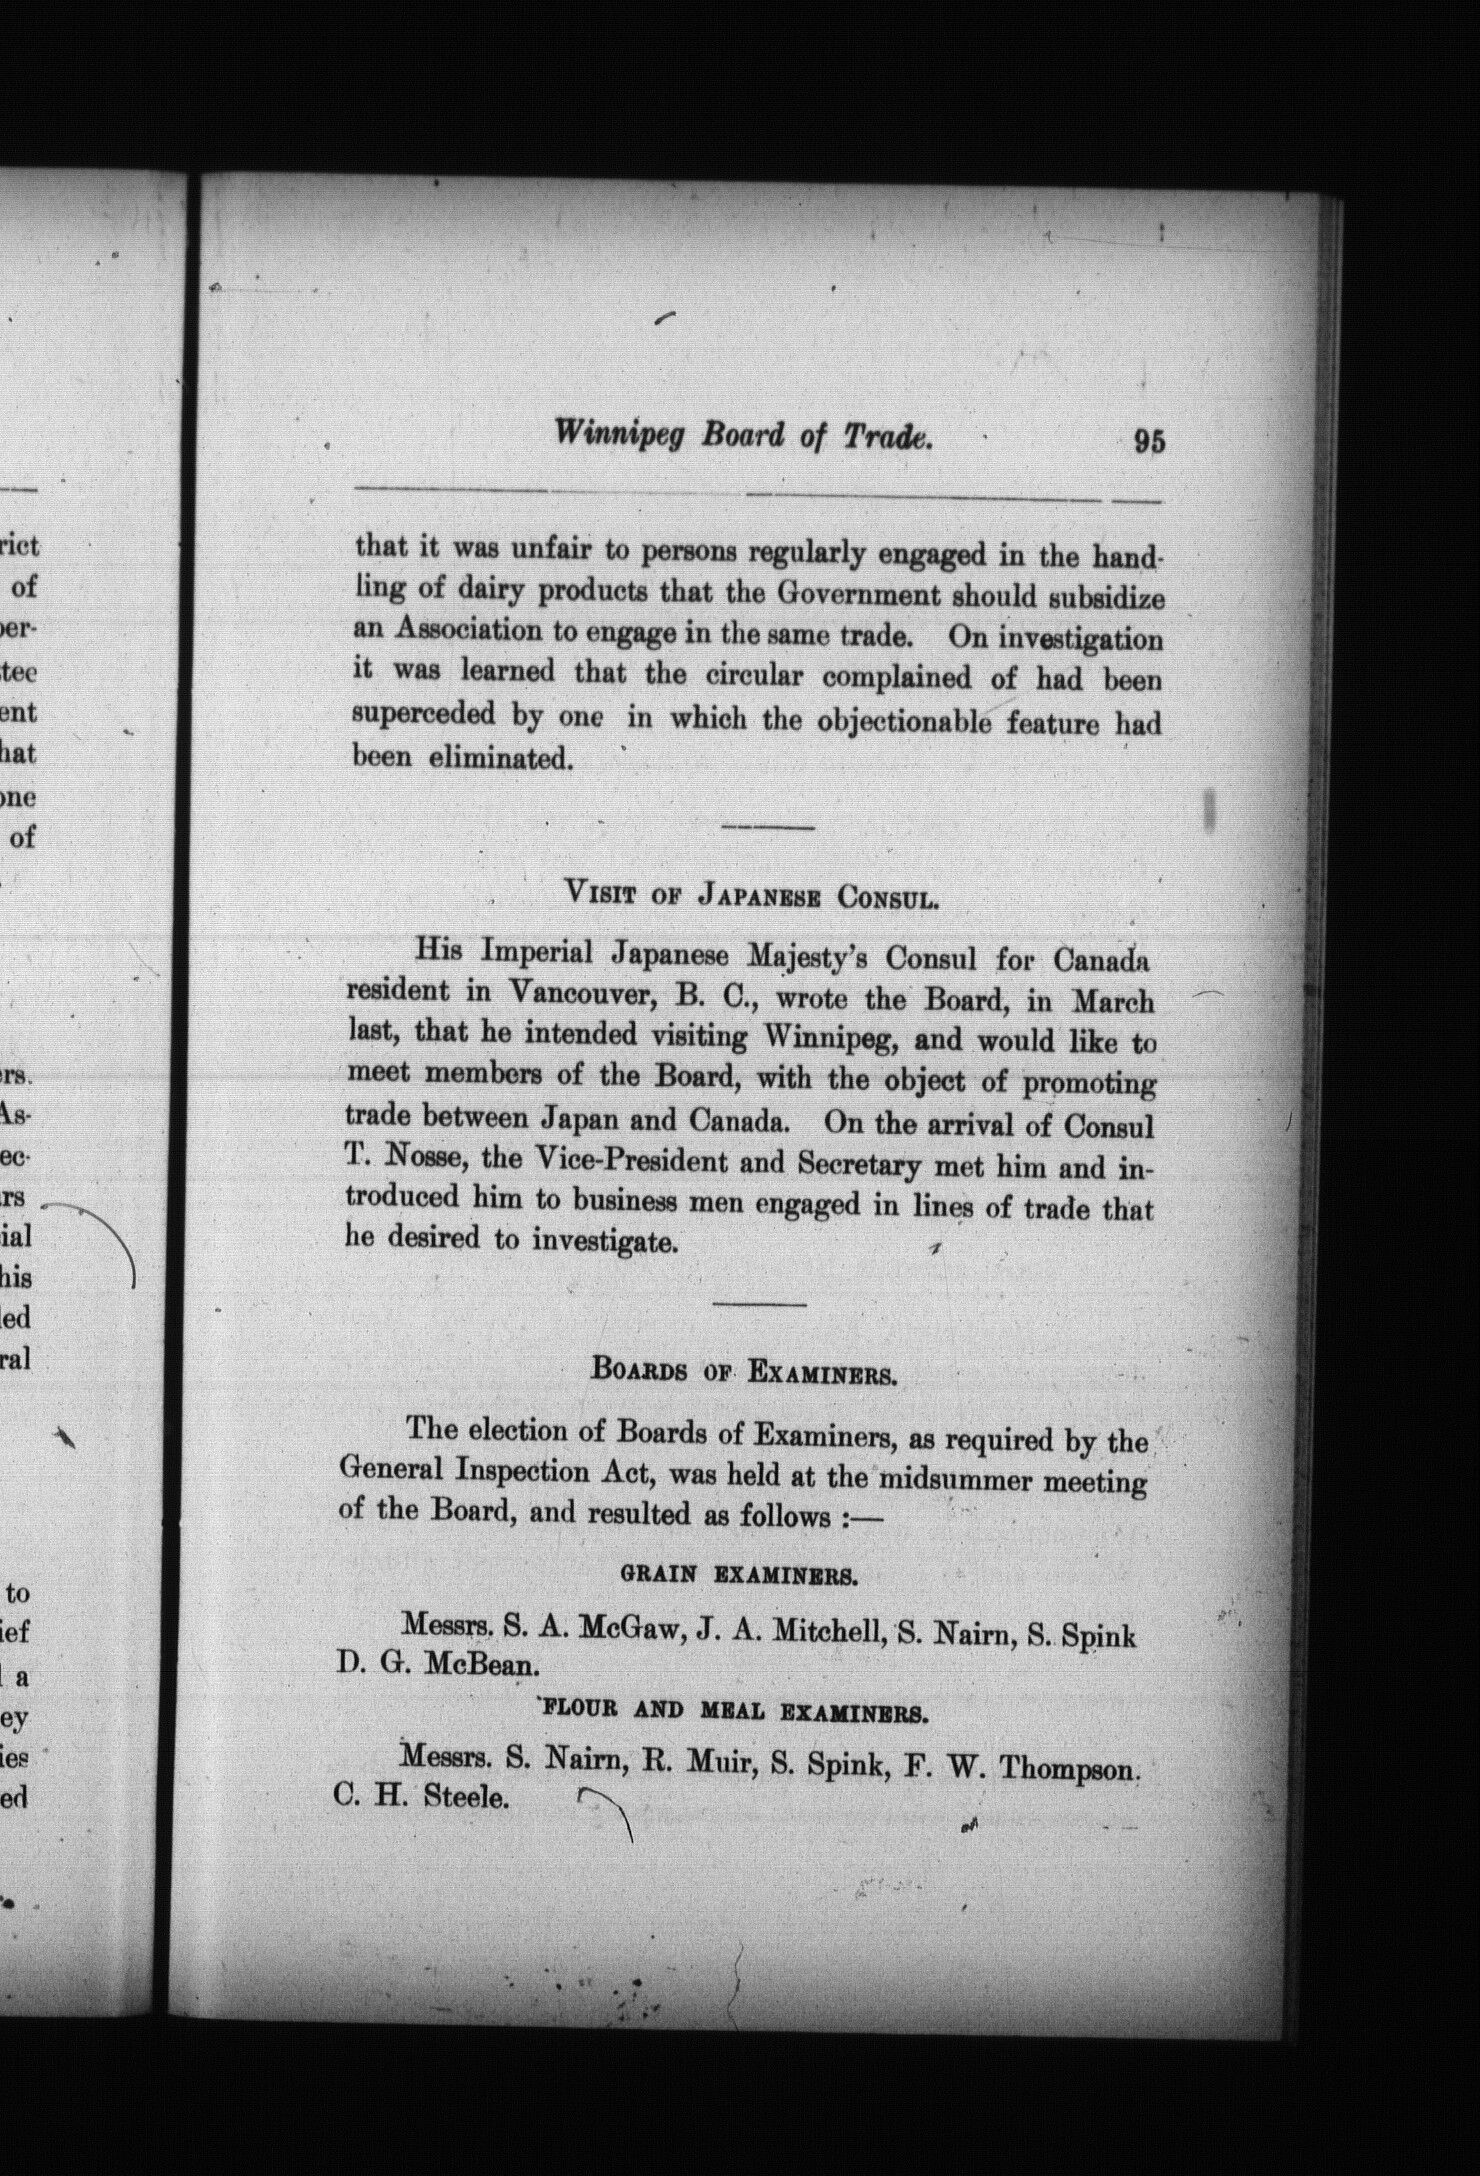 Winnipeg Board of Trade. 95
that it was unfair to persons regularly engaged in the hand-
ling of dairy products that the Government should subsidize
an Association to engage in the same trade. On investigation
it was learned that the circular complained of had been
superceded by one in which the objectionable feature had
been eliminated.
VISIT OF JAPANESE CONSUL.
His Imperial Japanese Majesty's Consul for Canada
resident in Vancouver, B. C., wrote the Board, in March
last, that he intended visiting Winnipeg, and would like to
meet members of the Board, with the object of promoting
trade between Japan and Canada. On the arrival of Consul
T. Nosse, the Vice-President and Secretary met him and in-
troduced him to business men engaged in lines of trade that
he desired to investigate.
BOARDS OF EXAMINERS.
The election of Boards of Examiners, as required by the
General Inspection Act, was held at the midsummer meeting
of the Board, and resulted as follows :—
GRAIN EXAMINERS.
Messrs. S. A. McGaw, J. A. Mitchell, S. Nairn, S. Spink
D. G. McBean.
FLOUR AND MEAL EXAMINERS.
Messrs. S. Nairn, R. Muir, S. Spink, F. W. Thompson.
C. H. Steele.